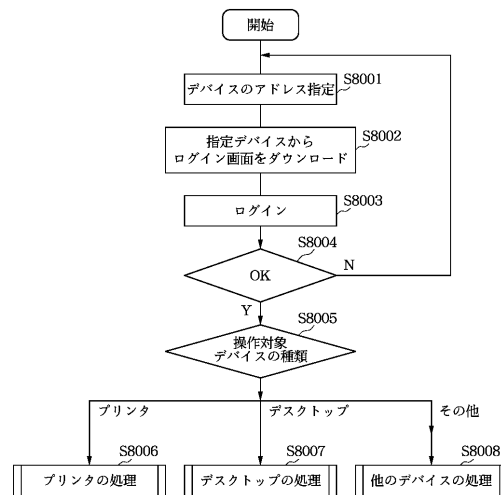 開始
S8001
デバイスのアドレス指定
S8002
指定デバイスから
ログイン画面をダウンロード
S8003
ログイン
S8004
OK
N
Y
S8005
操作対象
デバイスの種類
プリンタ
デスクトップ
その他
S8006
S8007
S8008
プリンタの処理
デスクトップの処理
他のデバイスの処理